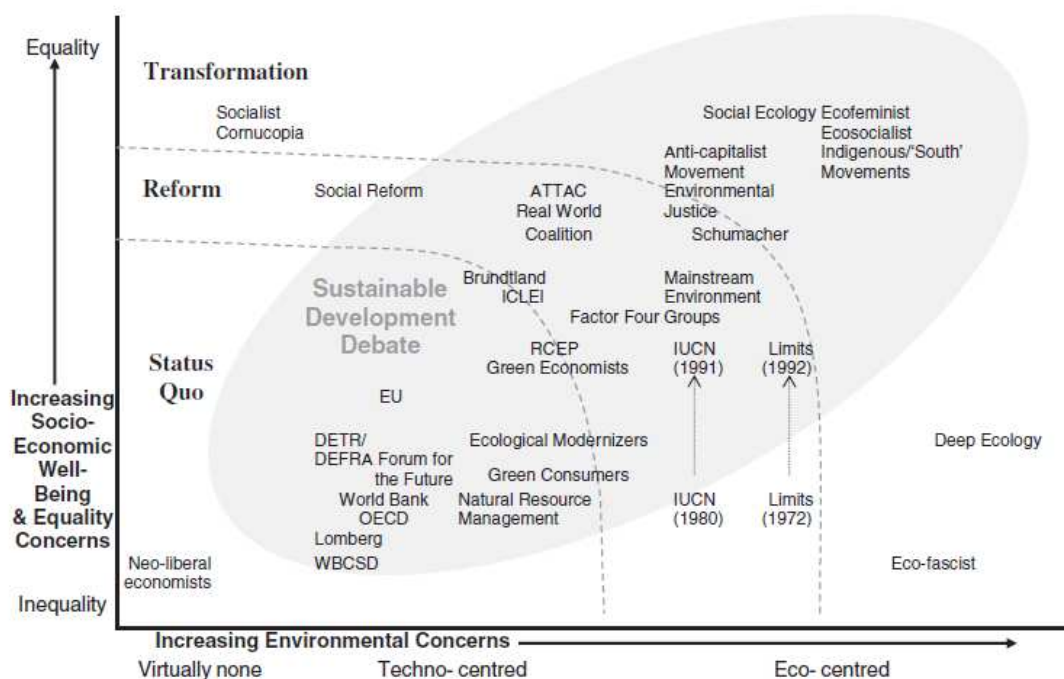 Equality
Transformation
Socialist
Cornucopia
Social Ecology
Ecofeminist
Ecosocialist
Indigenous/‘South’
Movements
Anti-capitalist
Movement
Environmental
Justice
Reform
Social Reform
ATTAC
Real World
Coalition
Schumacher
Brundtland
ICLEI
Mainstream
Environment
Sustainable
Development
Debate
Factor Four Groups
RCEP
Green Economists
IUCN
(1991)
Limits
(1992)
Status
Quo
EU
Increasing
Socio-
Economic
Well-
Being
& Equality
Concerns
DETR/
DEFRA
Forum for
the Future
Ecological Modernizers
Deep Ecology
Green Consumers
World Bank
OECD
Natural Resource
Management
IUCN
(1980)
Limits
(1972)
Lomberg
WBCSD
Neo-liberal
economists
Eco-fascist
Inequality
Increasing Environmental Concerns
Virtually none
Techno- centred
Eco- centred